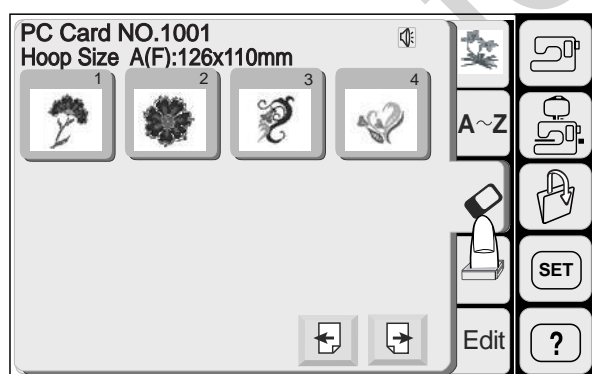 PC Card NO.1001
Hoop Size A(F):126x110mm
1 2 3 4
A~Z
SET
Edit
?